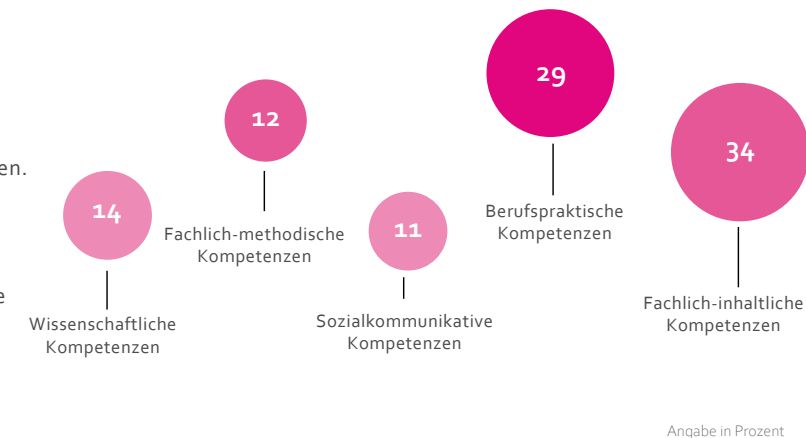 en.
e
14
Wissenschaftliche
Kompetenzen
12
Fachlich-methodische
Kompetenzen
11
Sozialkommunikative
Kompetenzen
29
Berufspraktische
Kompetenzen
34
Fachlich-inhaltliche
Kompetenzen
Angabe in Prozent